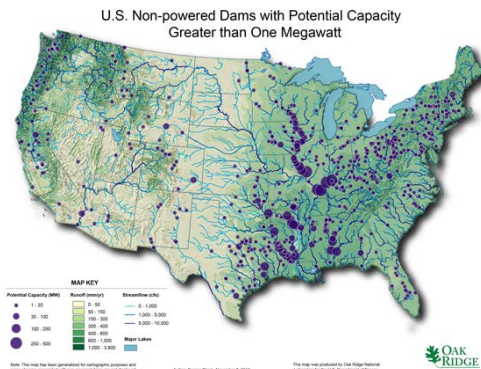 U.S. Non-powered Dams with Potential Capacity
Greater than One Megawatt
MAP KEY
Potential Capacity (MW)
1 - 30
30 - 100
100 - 250
250 - 500
Runoff (mm/yr)
0 - 50
50 - 150
150 - 300
300 - 400
400 - 600
600 - 1,000
1,000 - 3,900
Streamflow (cfs)
0 - 1,000
1,000 - 5,000
5,000 - 10,000
Major Lakes
Note: This map has been generalized for cartographic purposes and
This map was produced by Oak Ridge National
OAK
RIDGE